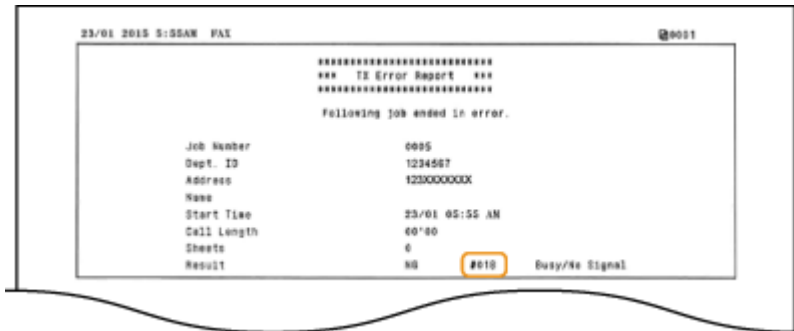 23/01 2015 5:55AM FAX 0001
***************************
*** TX Error Report ***
***************************
Following job ended in error.
Job Number 0005
Dept. ID 1234567
Address 123XXXXXXX
Name
Start Time 23/01 05:55 AM
Call Length 00'00
Sheets 0
Result NG #018 Busy/No Signal